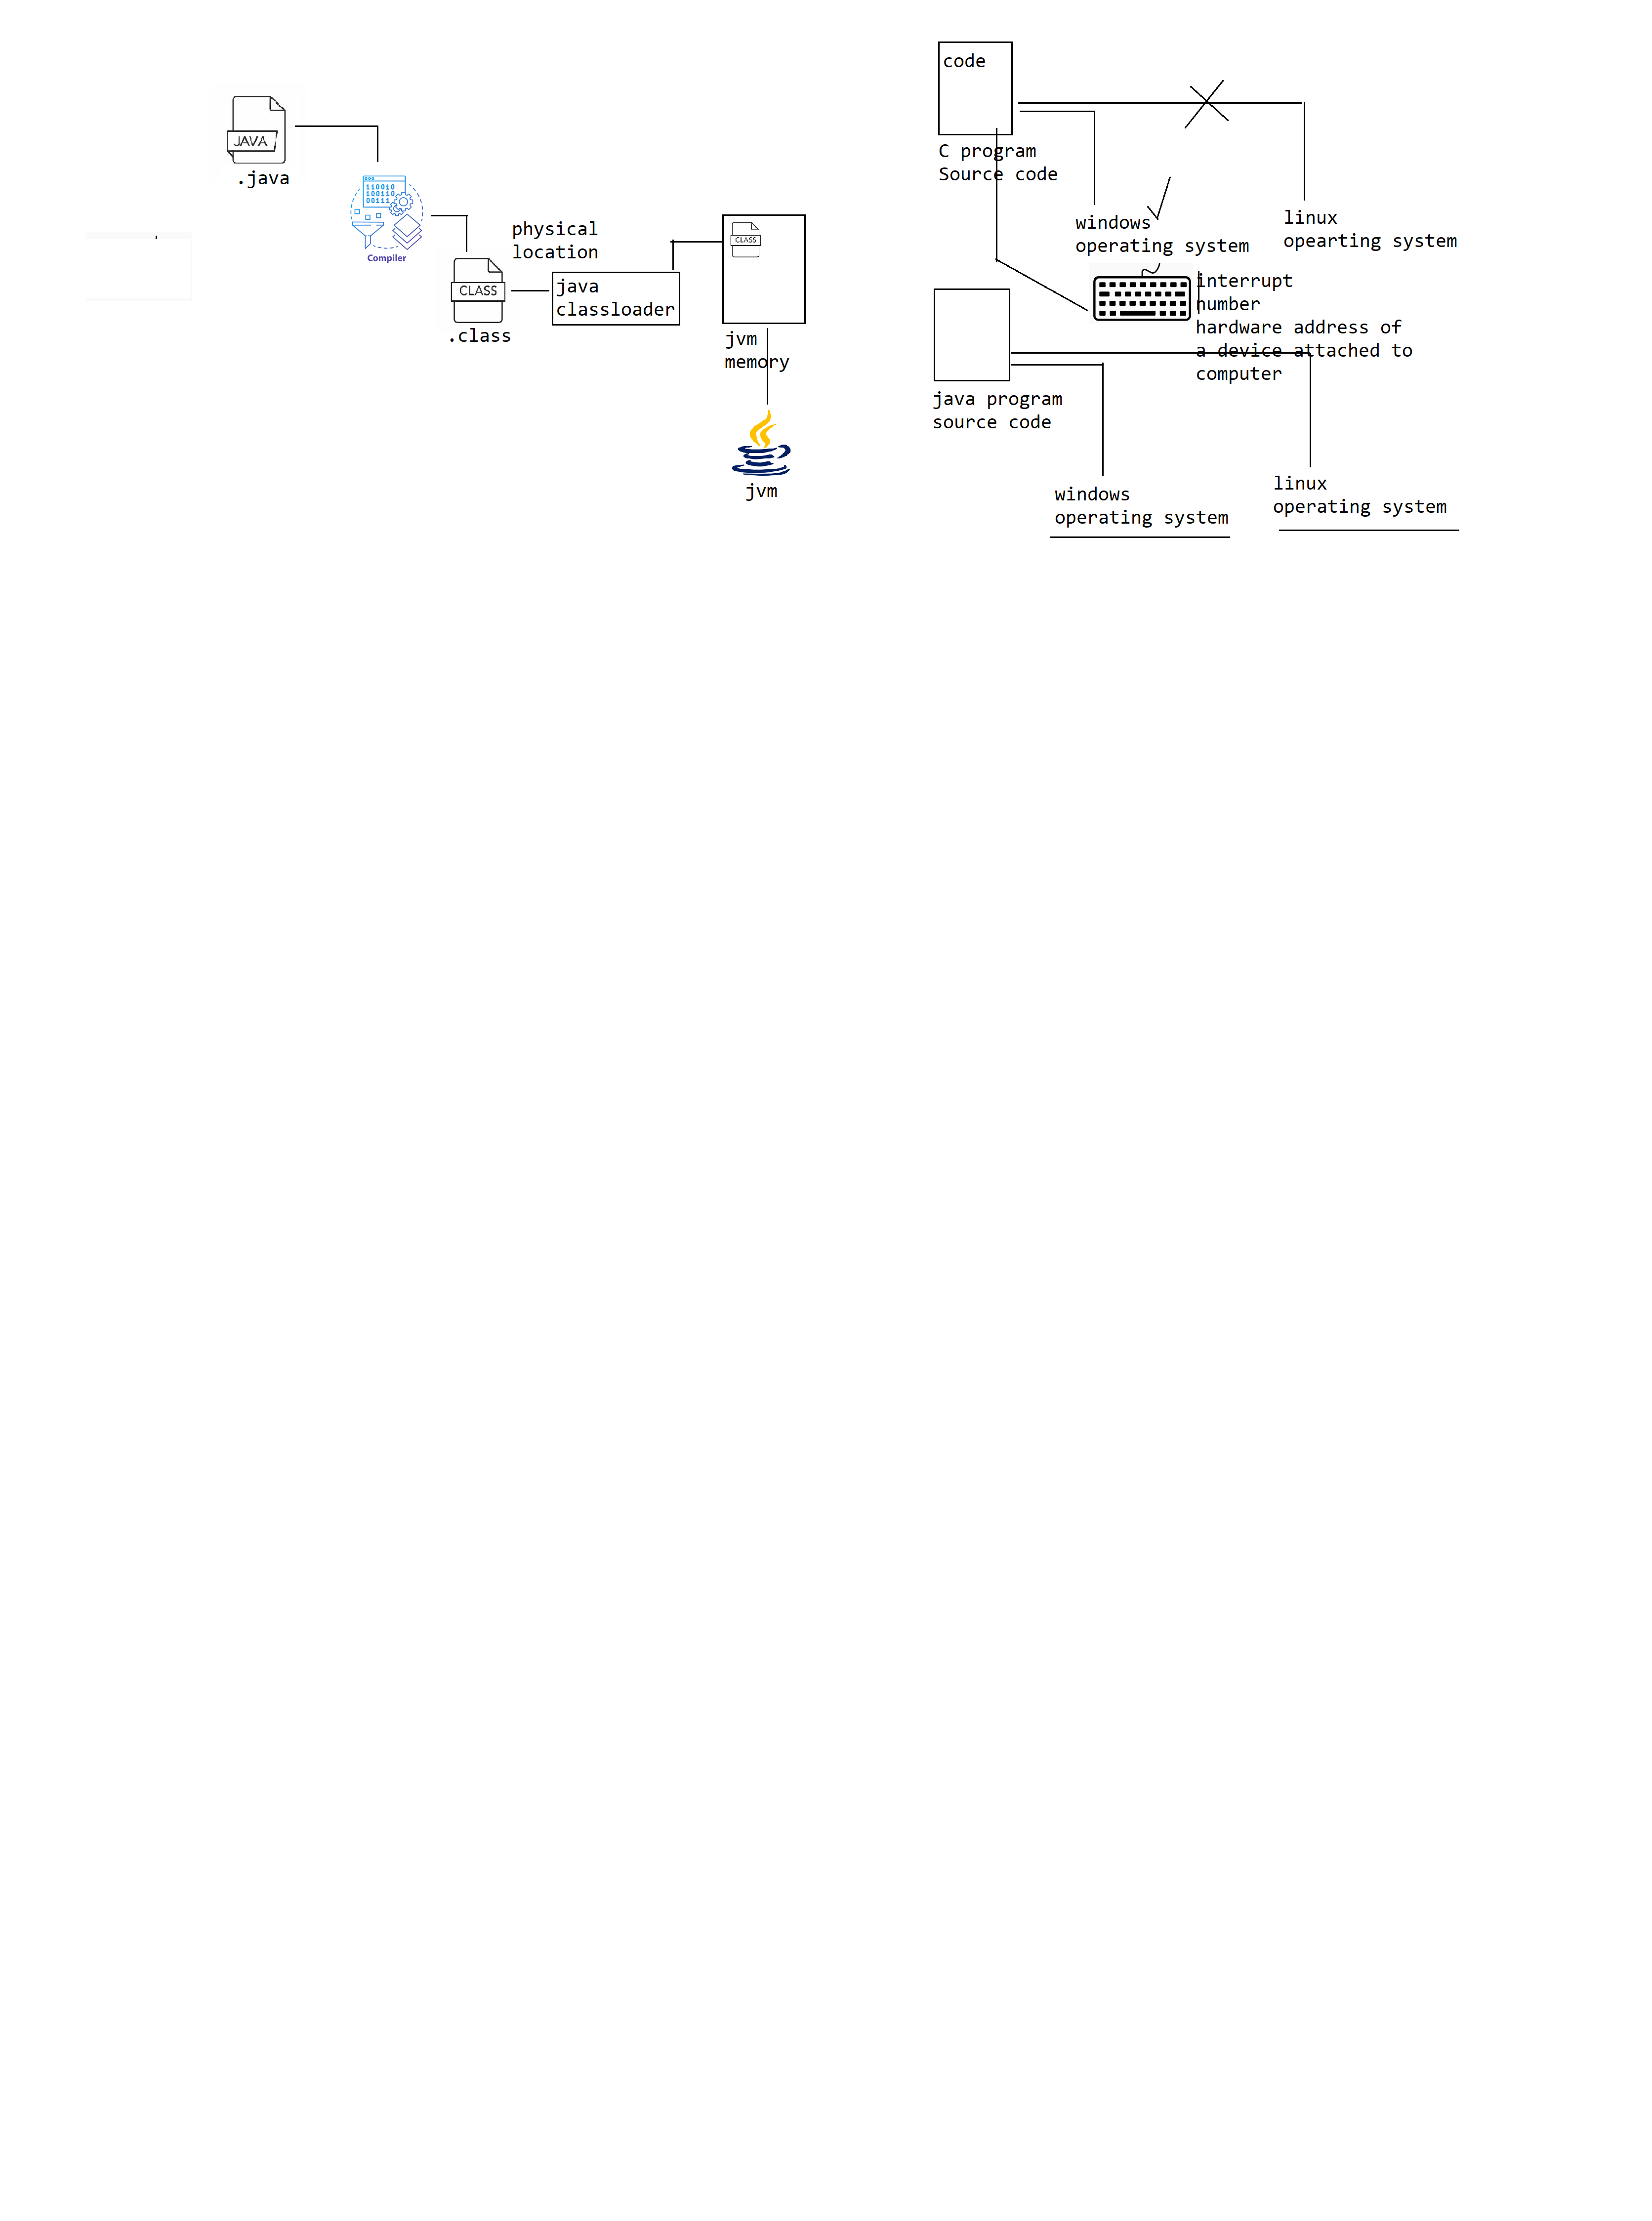 JAVA
.java
110010
100110
00111
Compiler
CLASS
.class
physical
location
java
classloader
CLASS
jvm
memory
jvm
code
C program
Source code
windows
operating system
linux
opearting system
interrupt
number
hardware address of
a device attached to
computer
java program
source code
windows
operating system
linux
operating system